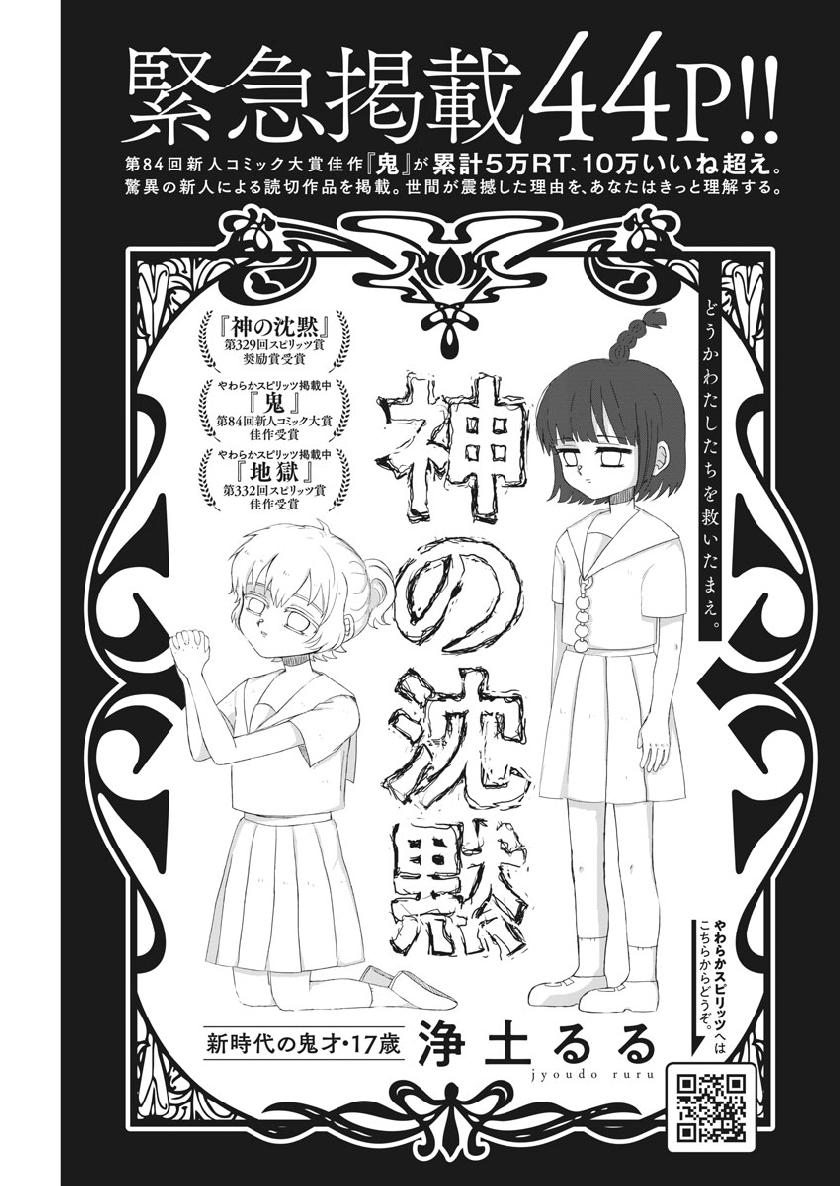 緊急掲載44P!!
第84回新人コミック大賞佳作『鬼』が累計5万RT、10万いいね超え。
驚異の新人による読切作品を掲載。世間が震撼した理由を、あなたはきっと理解する。
どうかわたしたちを救いたまえ。
『神の沈黙』
第329回スピリッツ賞
奨励賞受賞
やわらかスピリッツ掲載中
『鬼』
第84回新人コミック大賞
佳作受賞
やわらかスピリッツ掲載中
『地獄』
第332回スピリッツ賞
佳作受賞
神の沈黙
やわらかスピリッツへは
こちらからどうぞ。
新時代の鬼才・17歳
浄土るる
jyoudo ruru